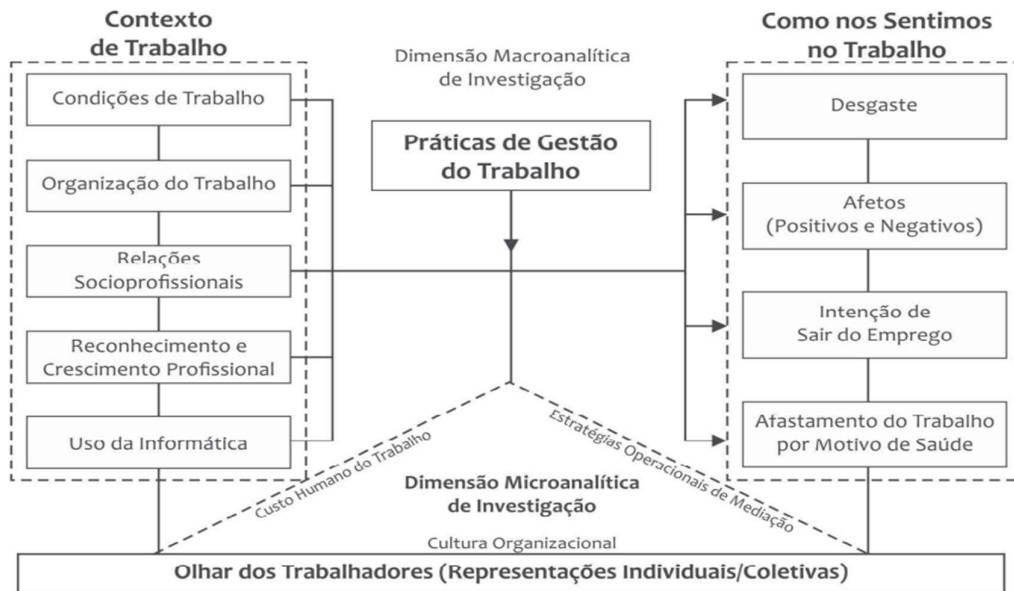 Contexto
de Trabalho
Condições de Trabalho
Organização do Trabalho
Relações
Socioprofissionais
Reconhecimento e
Crescimento Profissional
Uso da Informática
Dimensão Macroanalítica
de Investigação
Práticas de Gestão
do Trabalho
Como nos Sentimos
no Trabalho
Desgaste
Afetos
(Positivos e Negativos)
Intenção de
Sair do Emprego
Afastamento do Trabalho
por Motivo de Saúde
Custo Humano do Trabalho
Estratégias Operacionais de Mediação
Dimensão Microanalítica
de Investigação
Cultura Organizacional
Olhar dos Trabalhadores (Representações Individuais/Coletivas)